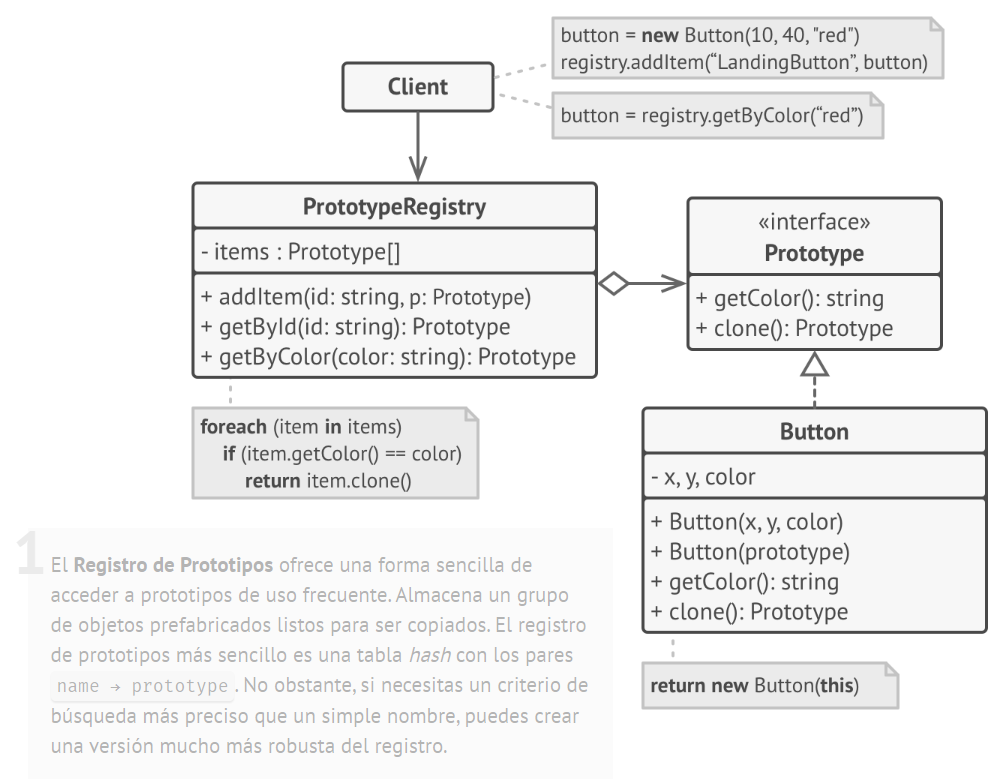 button = new Button(10, 40, "red")
registry.addItem(“LandingButton”, button)
Client
button = registry.getByColor(“red”)
PrototypeRegistry
- items : Prototype[]
+ addItem(id: string, p: Prototype)
+ getById(id: string): Prototype
+ getByColor(color: string): Prototype
«interface»
Prototype
+ getColor(): string
+ clone(): Prototype
foreach (item in items)
if (item.getColor() == color)
return item.clone()
Button
- x, y, color
+ Button(x, y, color)
+ Button(prototype)
+ getColor(): string
+ clone(): Prototype
return new Button(this)
1
El Registro de Prototipos ofrece una forma sencilla de
acceder a prototipos de uso frecuente. Almacena un grupo
de objetos prefabricados listos para ser copiados. El registro
de prototipos más sencillo es una tabla hash con los pares
name → prototype. No obstante, si necesitas un criterio de
búsqueda más preciso que un simple nombre, puedes crear
una versión mucho más robusta del registro.